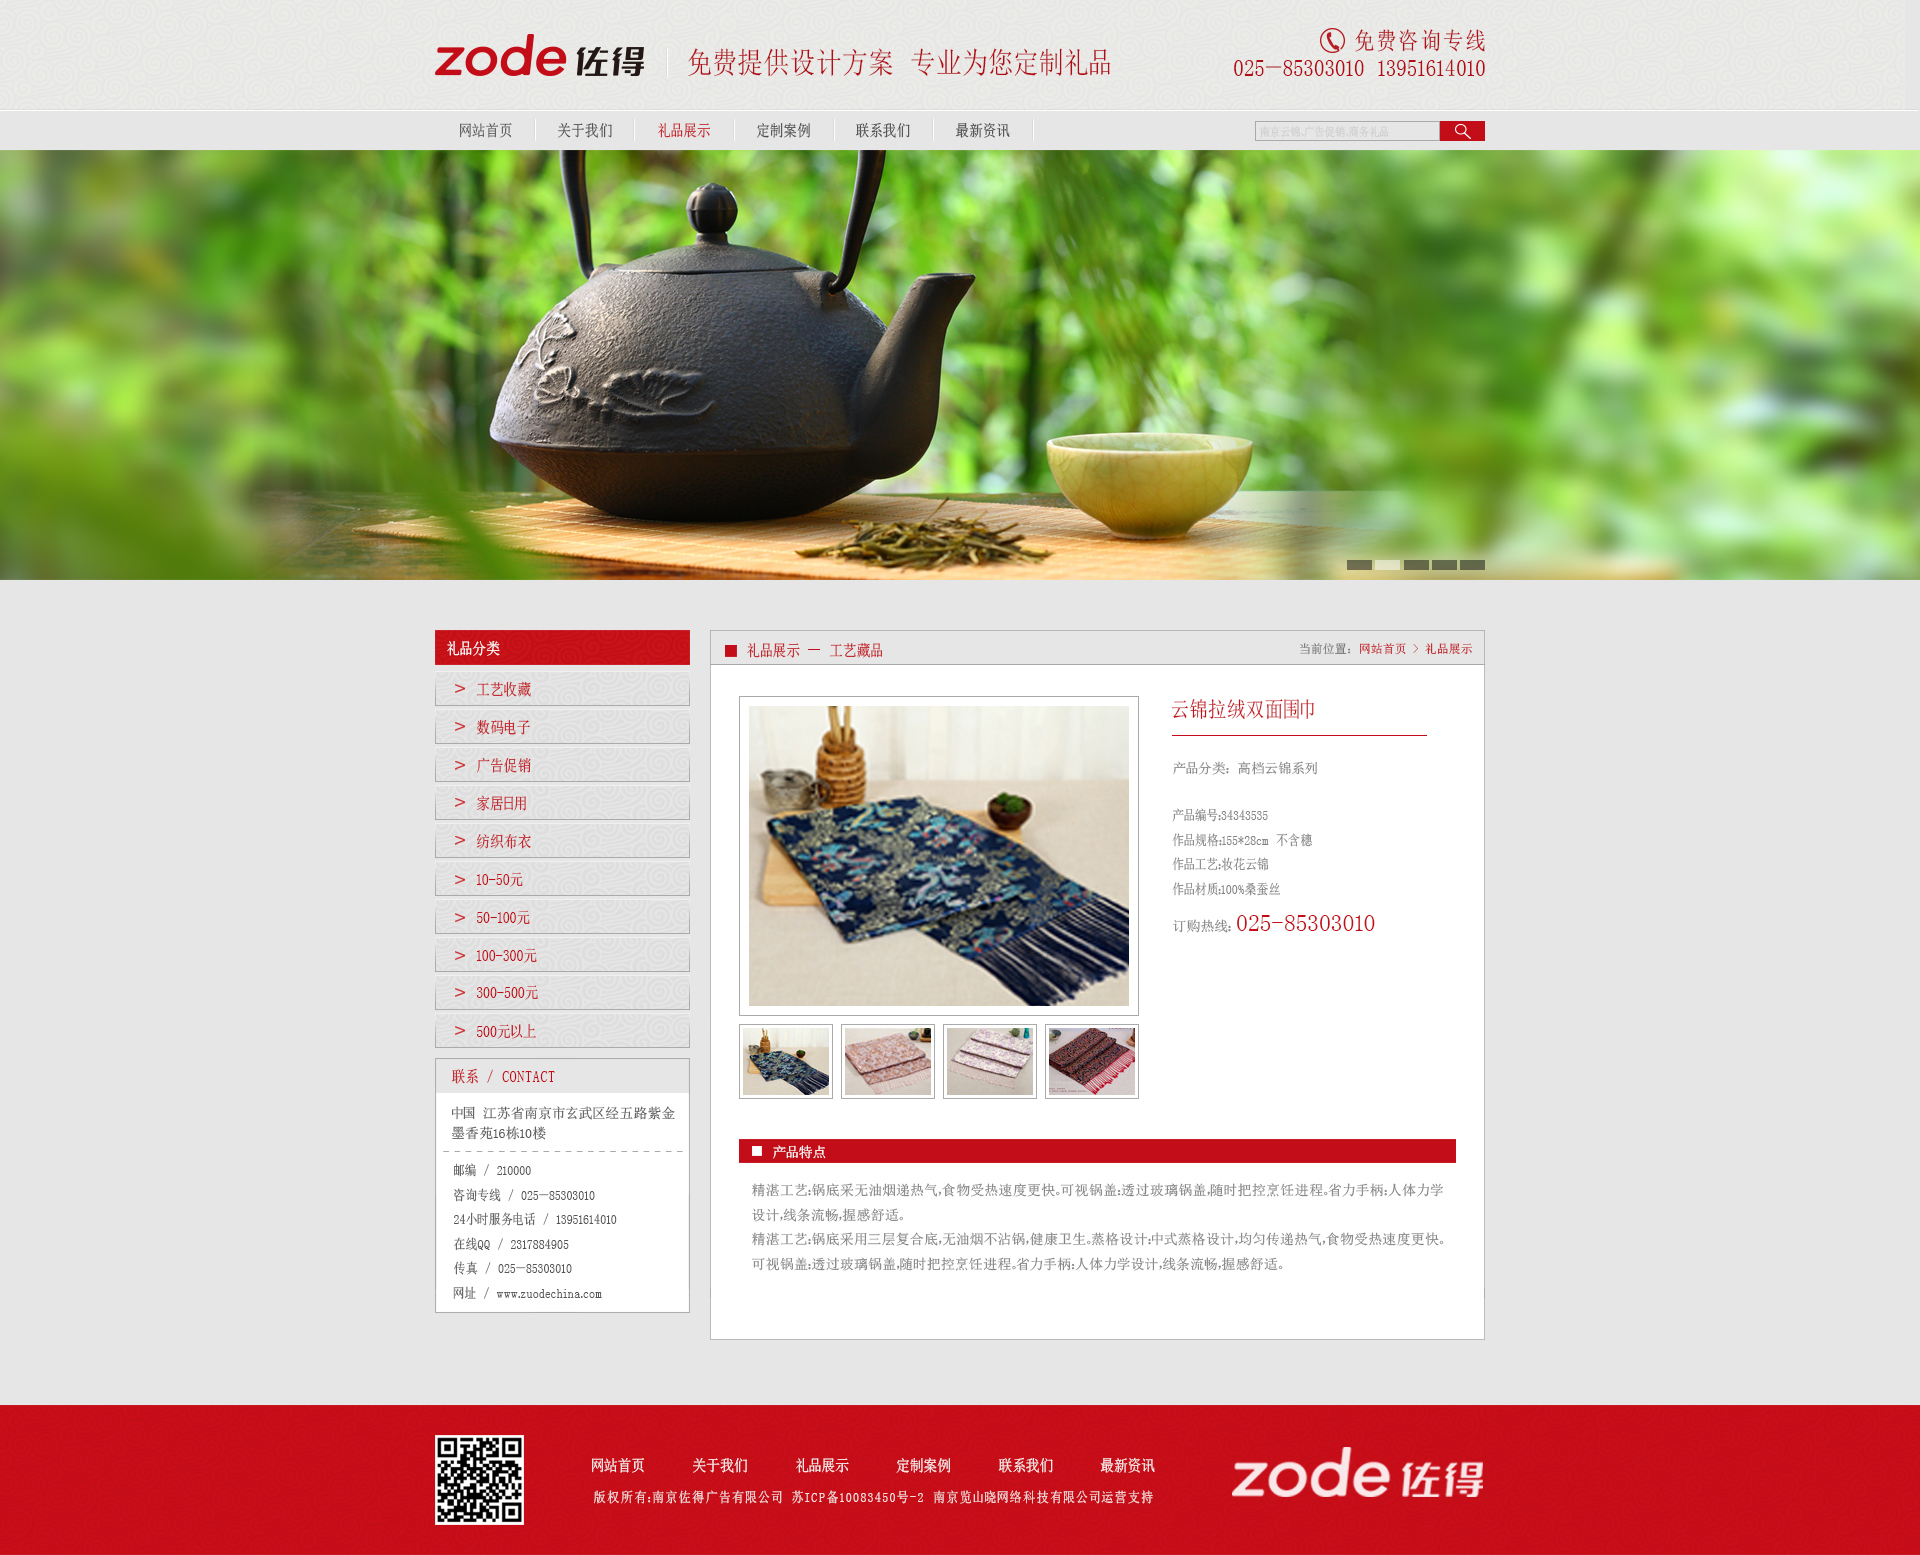 zode 佐得
免费提供设计方案 专业为您定制礼品
免费咨询专线
025—85303010 13951614010
网站首页 关于我们 礼品展示 定制案例 联系我们 最新资讯
南京云锦,广告促销,商务礼品
礼品分类
> 工艺收藏
> 数码电子
> 广告促销
> 家居日用
> 纺织布衣
> 10-50元
> 50-100元
> 100-300元
> 300-500元
> 500元以上
联系 / CONTACT
中国 江苏省南京市玄武区经五路紫金
墨香苑16栋10楼
邮编 / 210000
咨询专线 / 025—85303010
24小时服务电话 / 13951614010
在线QQ / 2317884905
传真 / 025—85303010
网址 / www.zuodechina.com
礼品展示 — 工艺藏品
当前位置: 网站首页 > 礼品展示
云锦拉绒双面围巾
产品分类: 高档云锦系列
产品编号:34343535
作品规格:155*28cm 不含穗
作品工艺:妆花云锦
作品材质:100%桑蚕丝
订购热线: 025-85303010
产品特点
精湛工艺:锅底采无油烟递热气,食物受热速度更快。可视锅盖:透过玻璃锅盖,随时把控烹饪进程。省力手柄:人体力学
设计,线条流畅,握感舒适。
精湛工艺:锅底采用三层复合底,无油烟不沾锅,健康卫生。蒸格设计:中式蒸格设计,均匀传递热气,食物受热速度更快。
可视锅盖:透过玻璃锅盖,随时把控烹饪进程。省力手柄:人体力学设计,线条流畅,握感舒适。
网站首页 关于我们 礼品展示 定制案例 联系我们 最新资讯
版权所有:南京佐得广告有限公司 苏ICP备10083450号-2 南京览山晓网络科技有限公司运营支持
zode 佐得